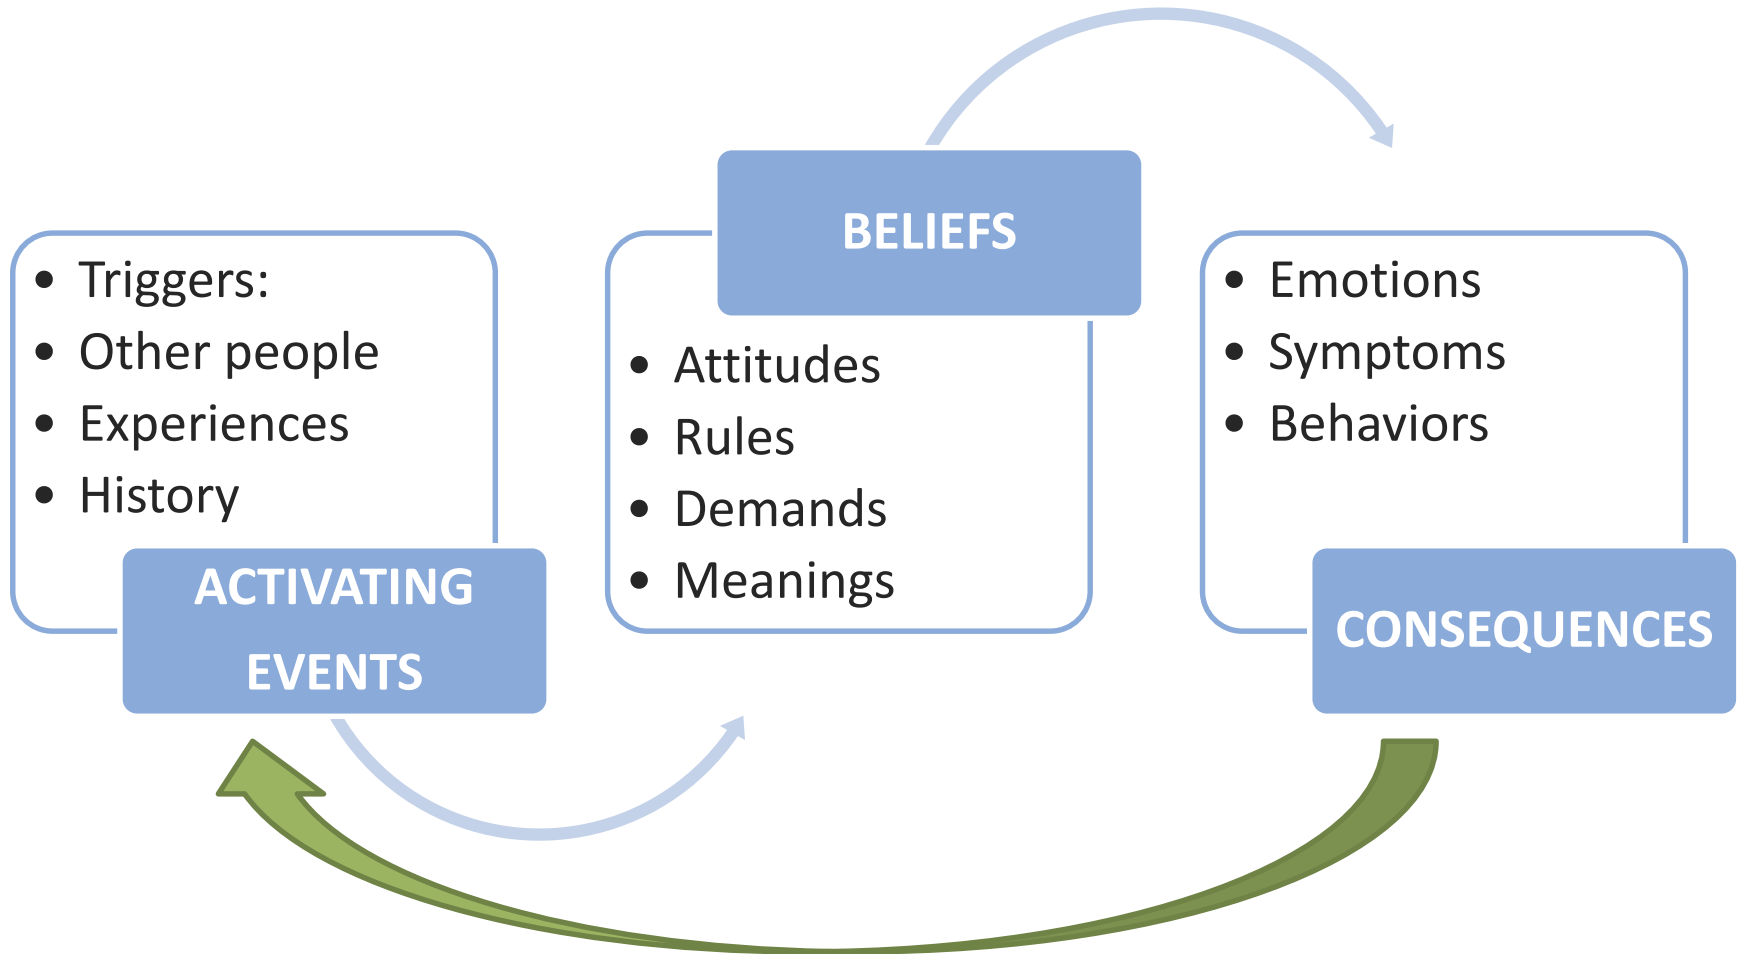 • Triggers:
• Other people
• Experiences
• History
ACTIVATING
EVENTS
BELIEFS
• Attitudes
• Rules
• Demands
• Meanings
• Emotions
• Symptoms
• Behaviors
CONSEQUENCES